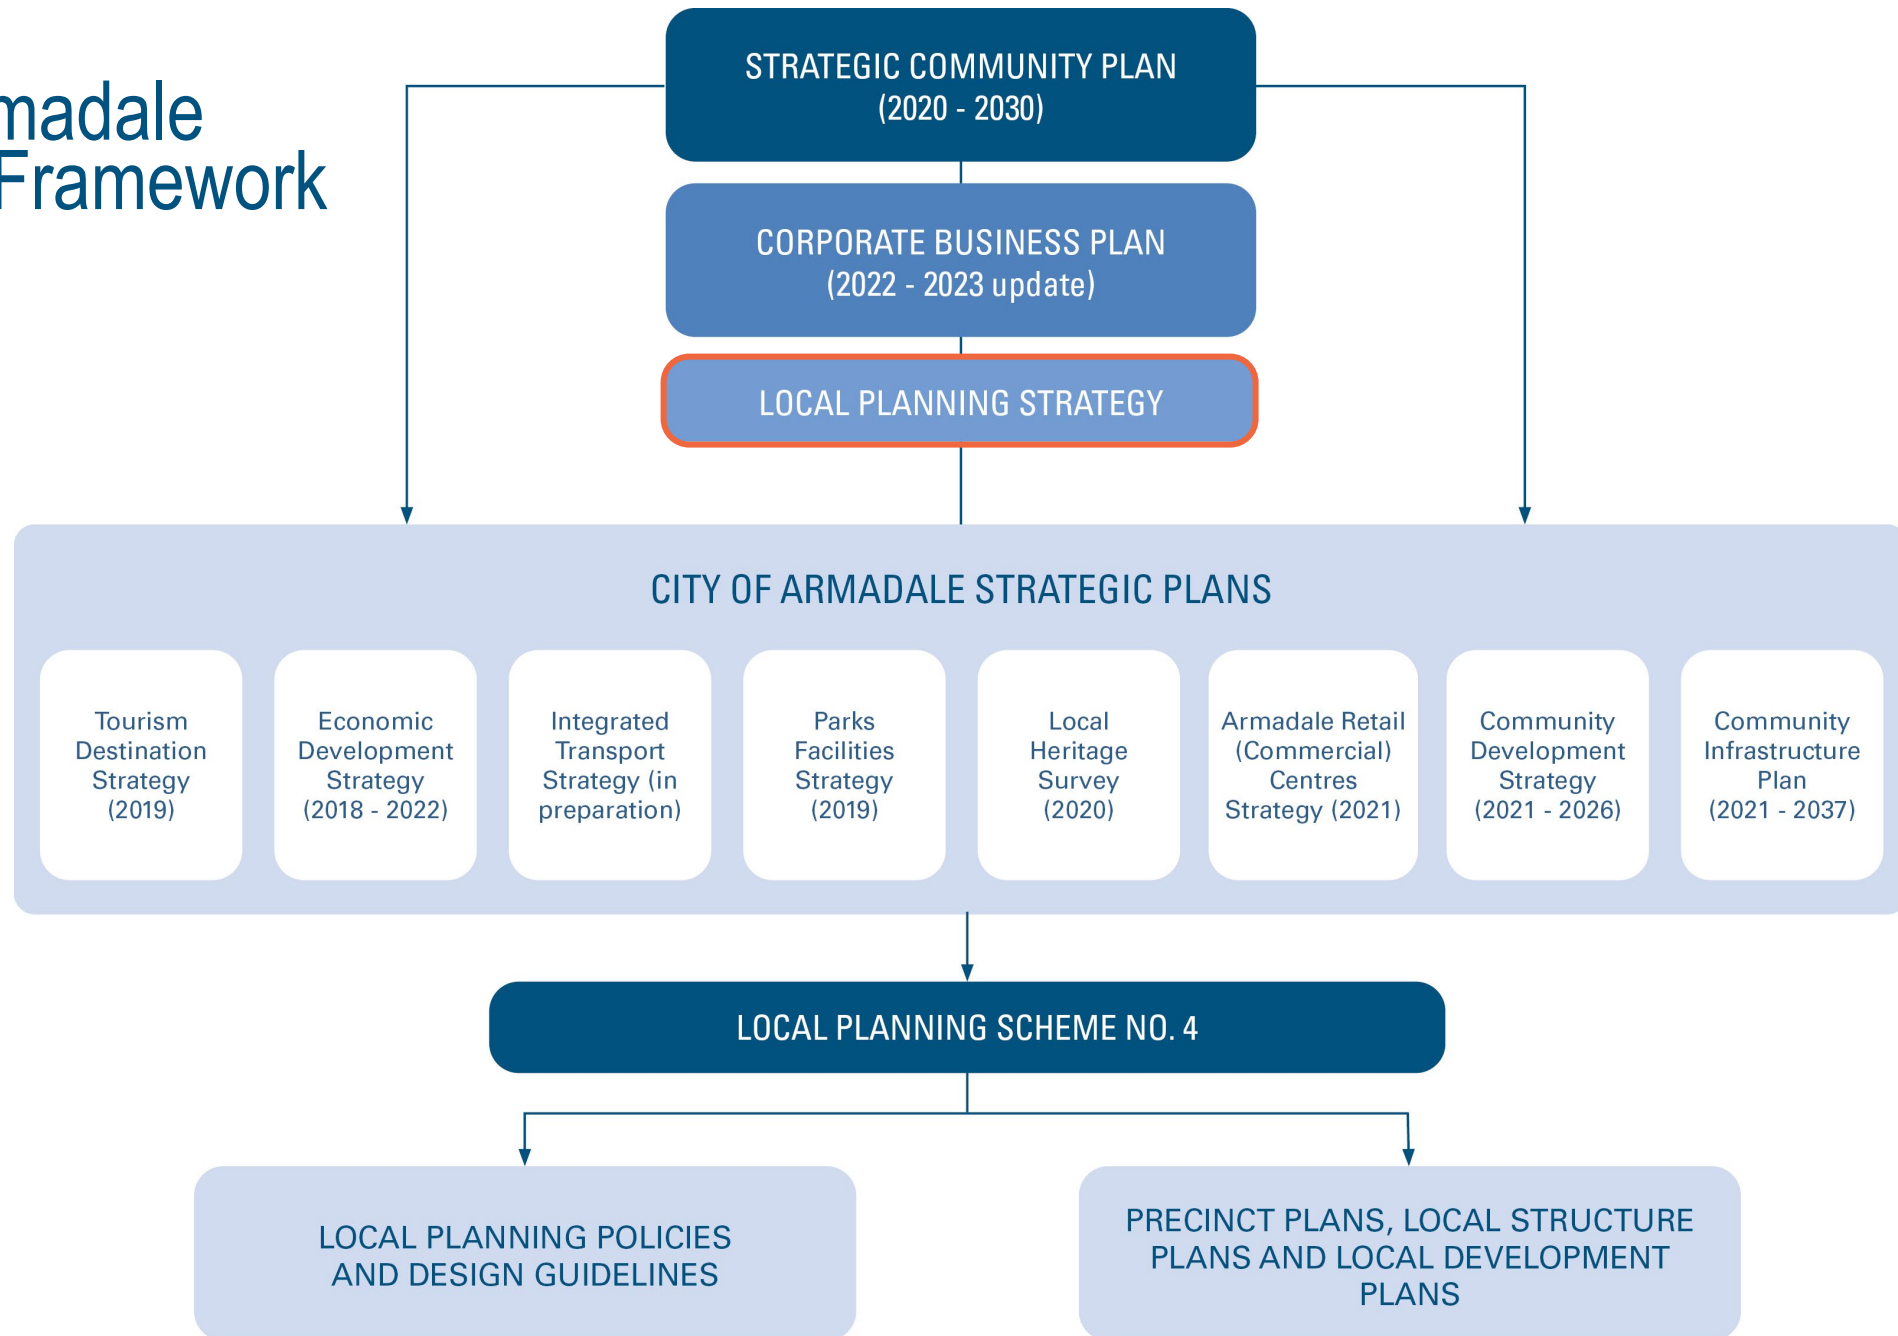 madale
Framework
STRATEGIC COMMUNITY PLAN
(2020 - 2030)
CORPORATE BUSINESS PLAN
(2022 - 2023 update)
LOCAL PLANNING STRATEGY
CITY OF ARMADALE STRATEGIC PLANS
Tourism
Destination
Strategy
(2019)
Economic
Development
Strategy
(2018 - 2022)
Integrated
Transport
Strategy (in
preparation)
Parks
Facilities
Strategy
(2019)
Local
Heritage
Survey
(2020)
Armadale Retail
(Commercial)
Centres
Strategy (2021)
Community
Development
Strategy
(2021 - 2026)
Community
Infrastructure
Plan
(2021 - 2037)
LOCAL PLANNING SCHEME NO. 4
LOCAL PLANNING POLICIES
AND DESIGN GUIDELINES
PRECINCT PLANS, LOCAL STRUCTURE
PLANS AND LOCAL DEVELOPMENT
PLANS